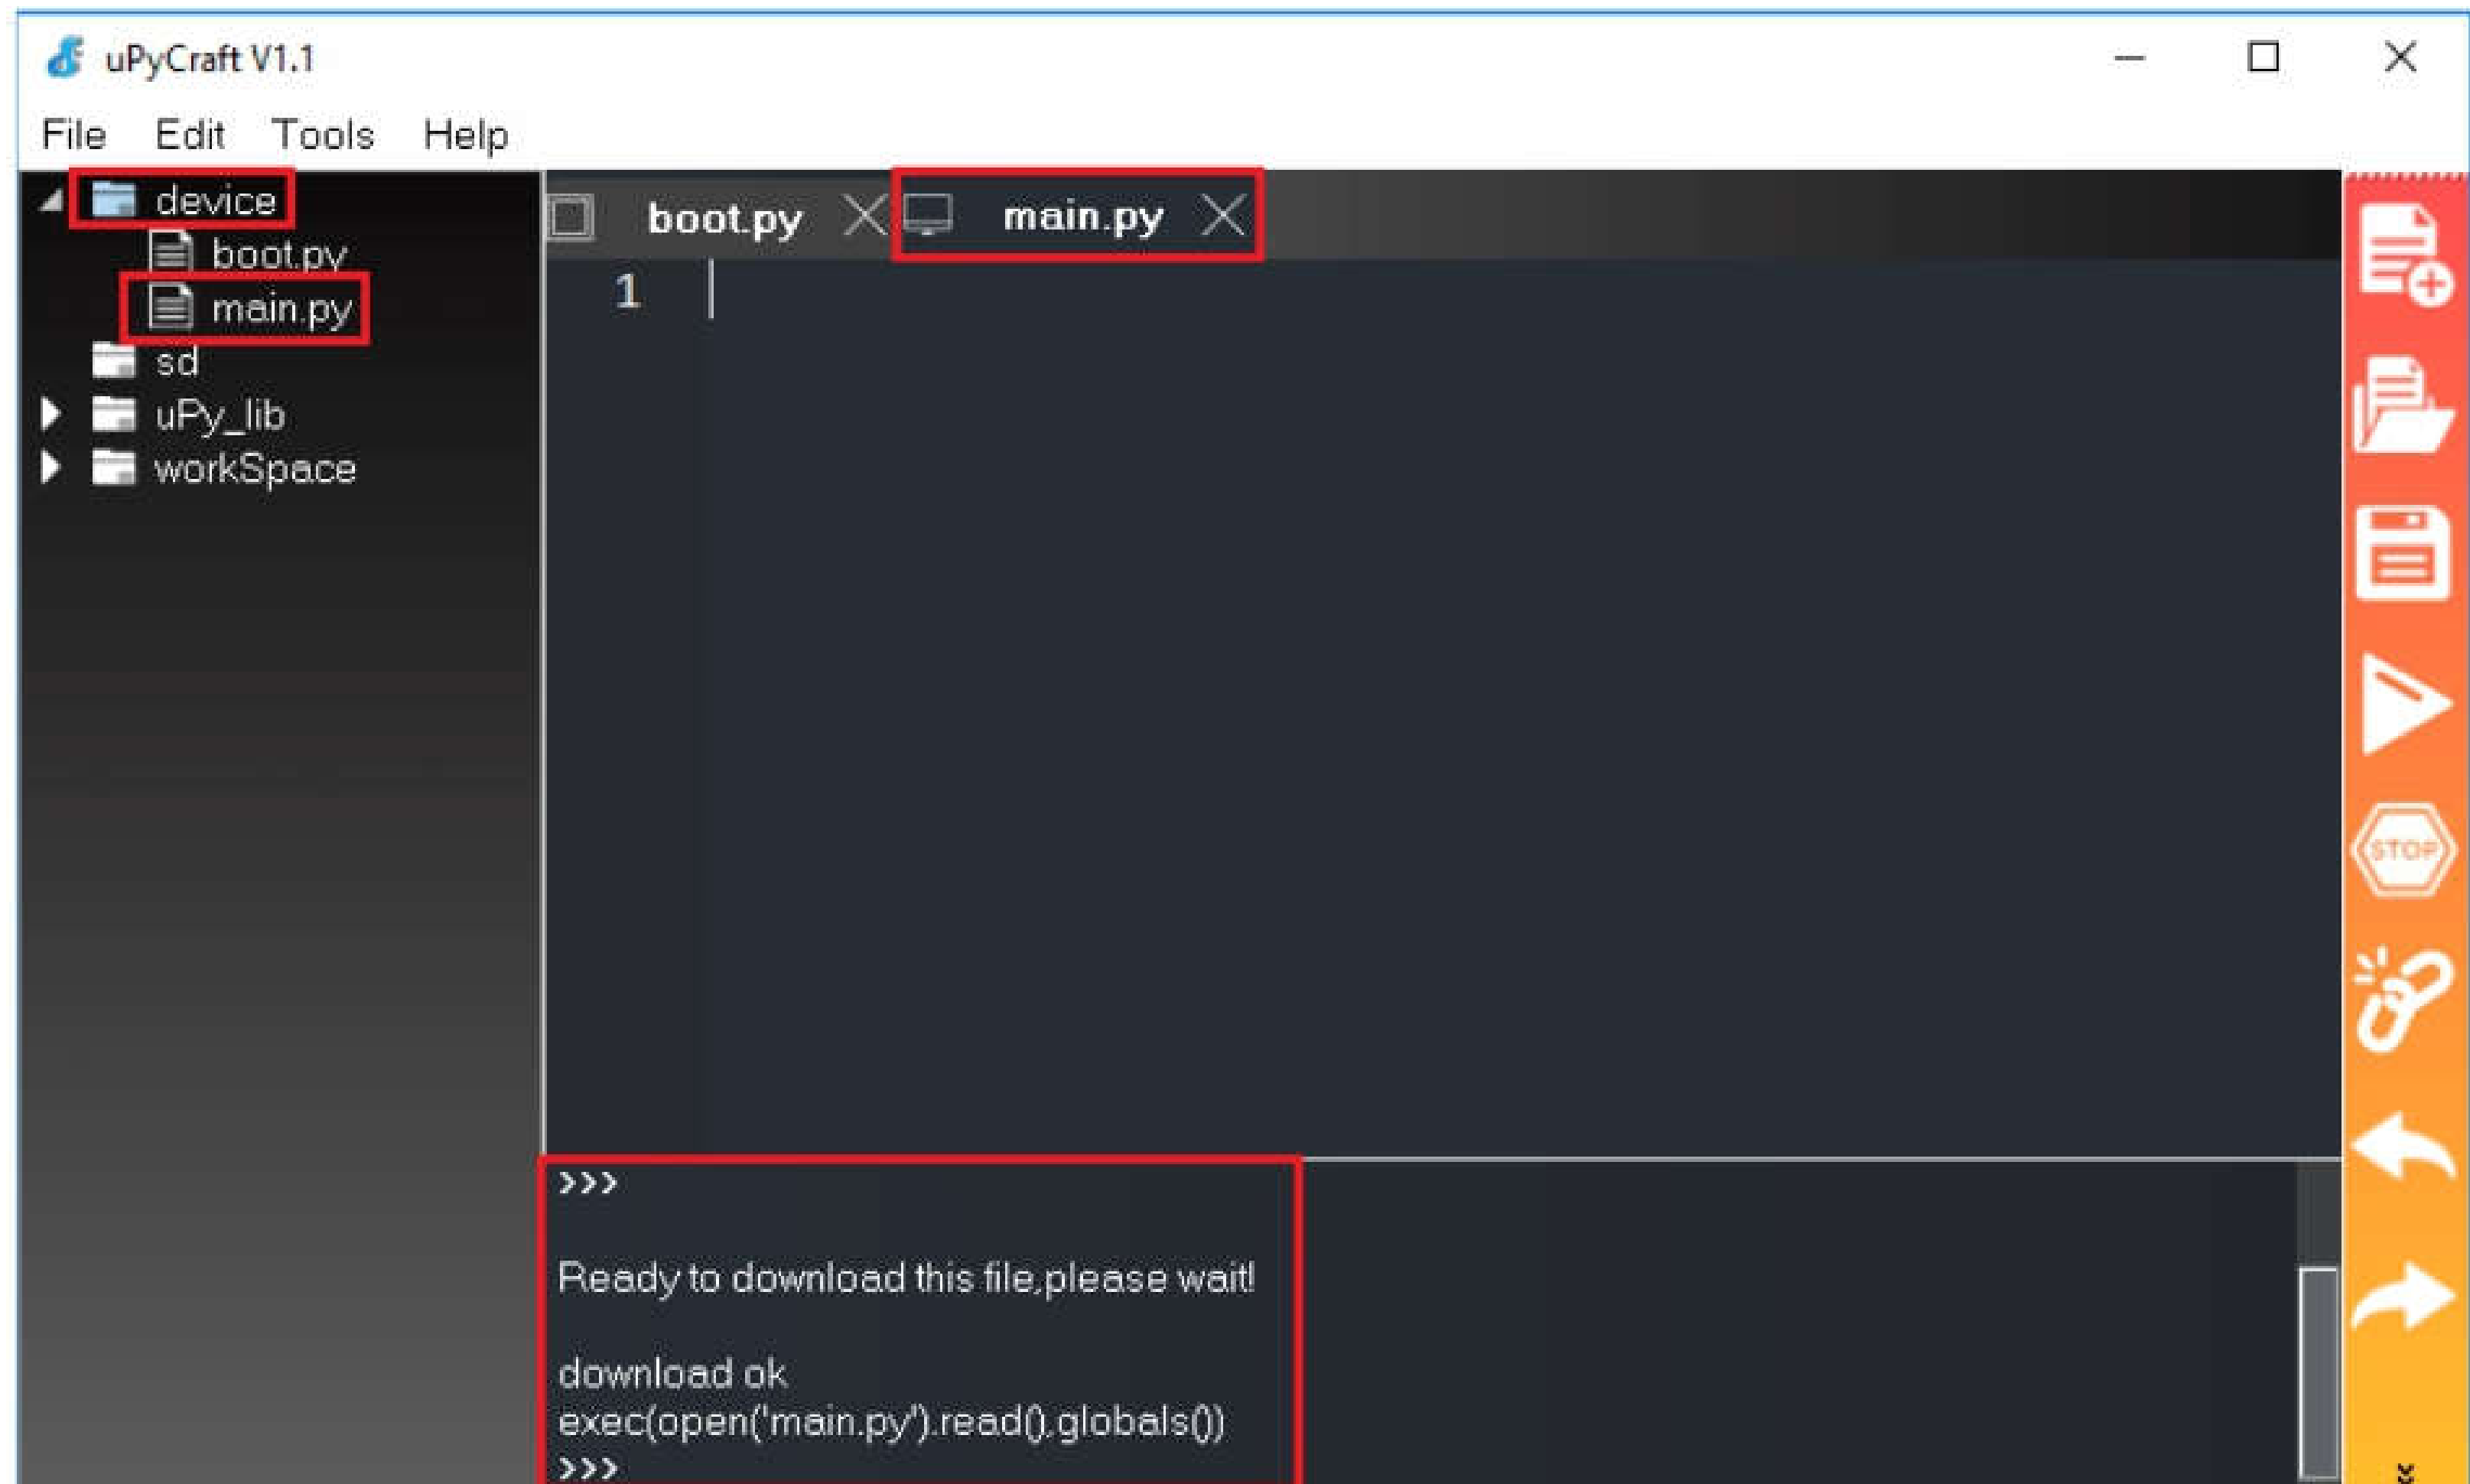 uPyCraft V1.1
File Edit Tools Help
device
boot.py
main.py
sd
uPy_lib
workSpace
boot.py main.py
1
>>>
Ready to download this file,please wait!
download ok
exec(open('main.py').read(),globals())
>>>
STOP